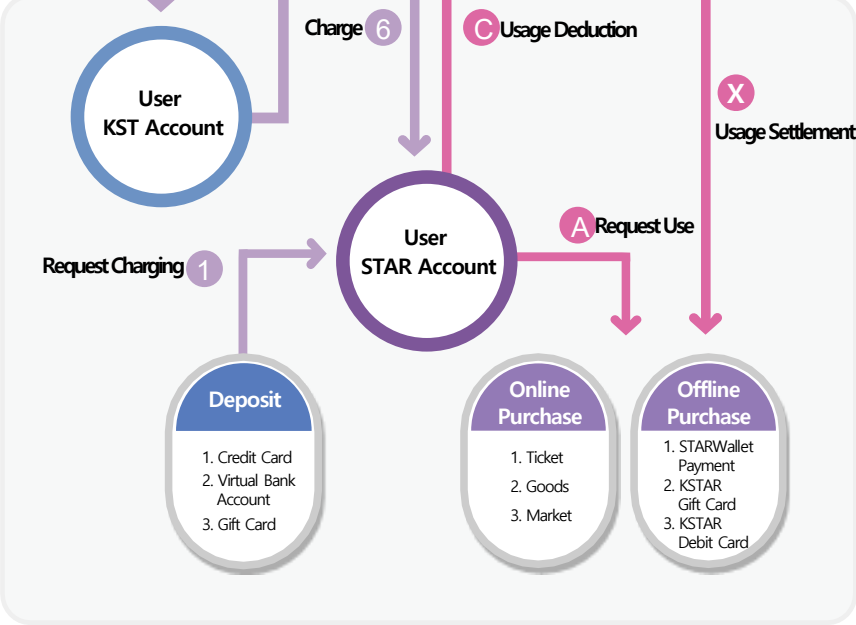 Charge 6
C Usage Deduction
X
Usage Settlement
User
KST Account
A Request Use
User
STAR Account
Request Charging 1
Deposit
1. Credit Card
2. Virtual Bank
Account
3. Gift Card
Online
Purchase
1. Ticket
2. Goods
3. Market
Offline
Purchase
1. STARWallet
Payment
2. KSTAR
Gift Card
3. KSTAR
Debit Card